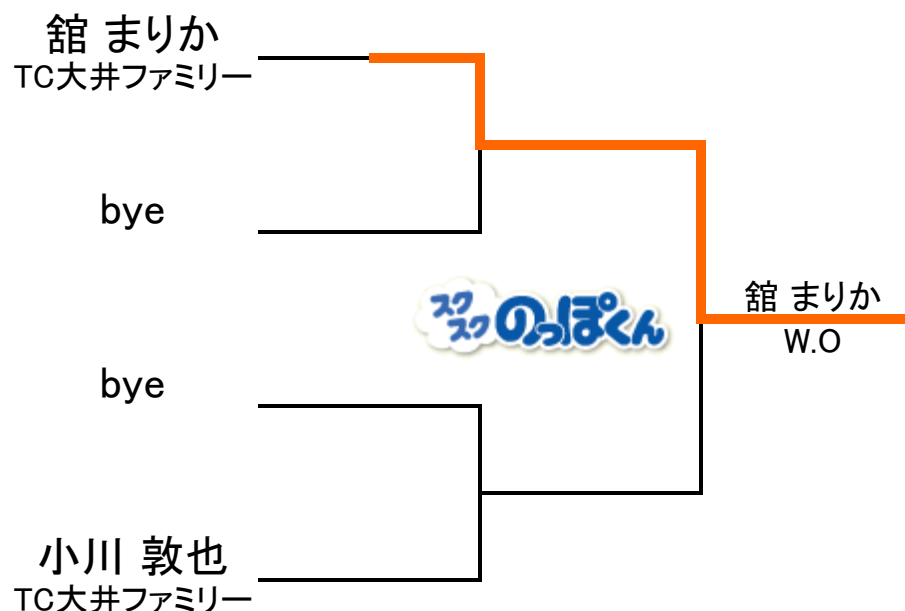 舘 まりか
TC大井ファミリー
bye
スクスク のっぽくん
舘 まりか
W.O
bye
小川 敦也
TC大井ファミリー